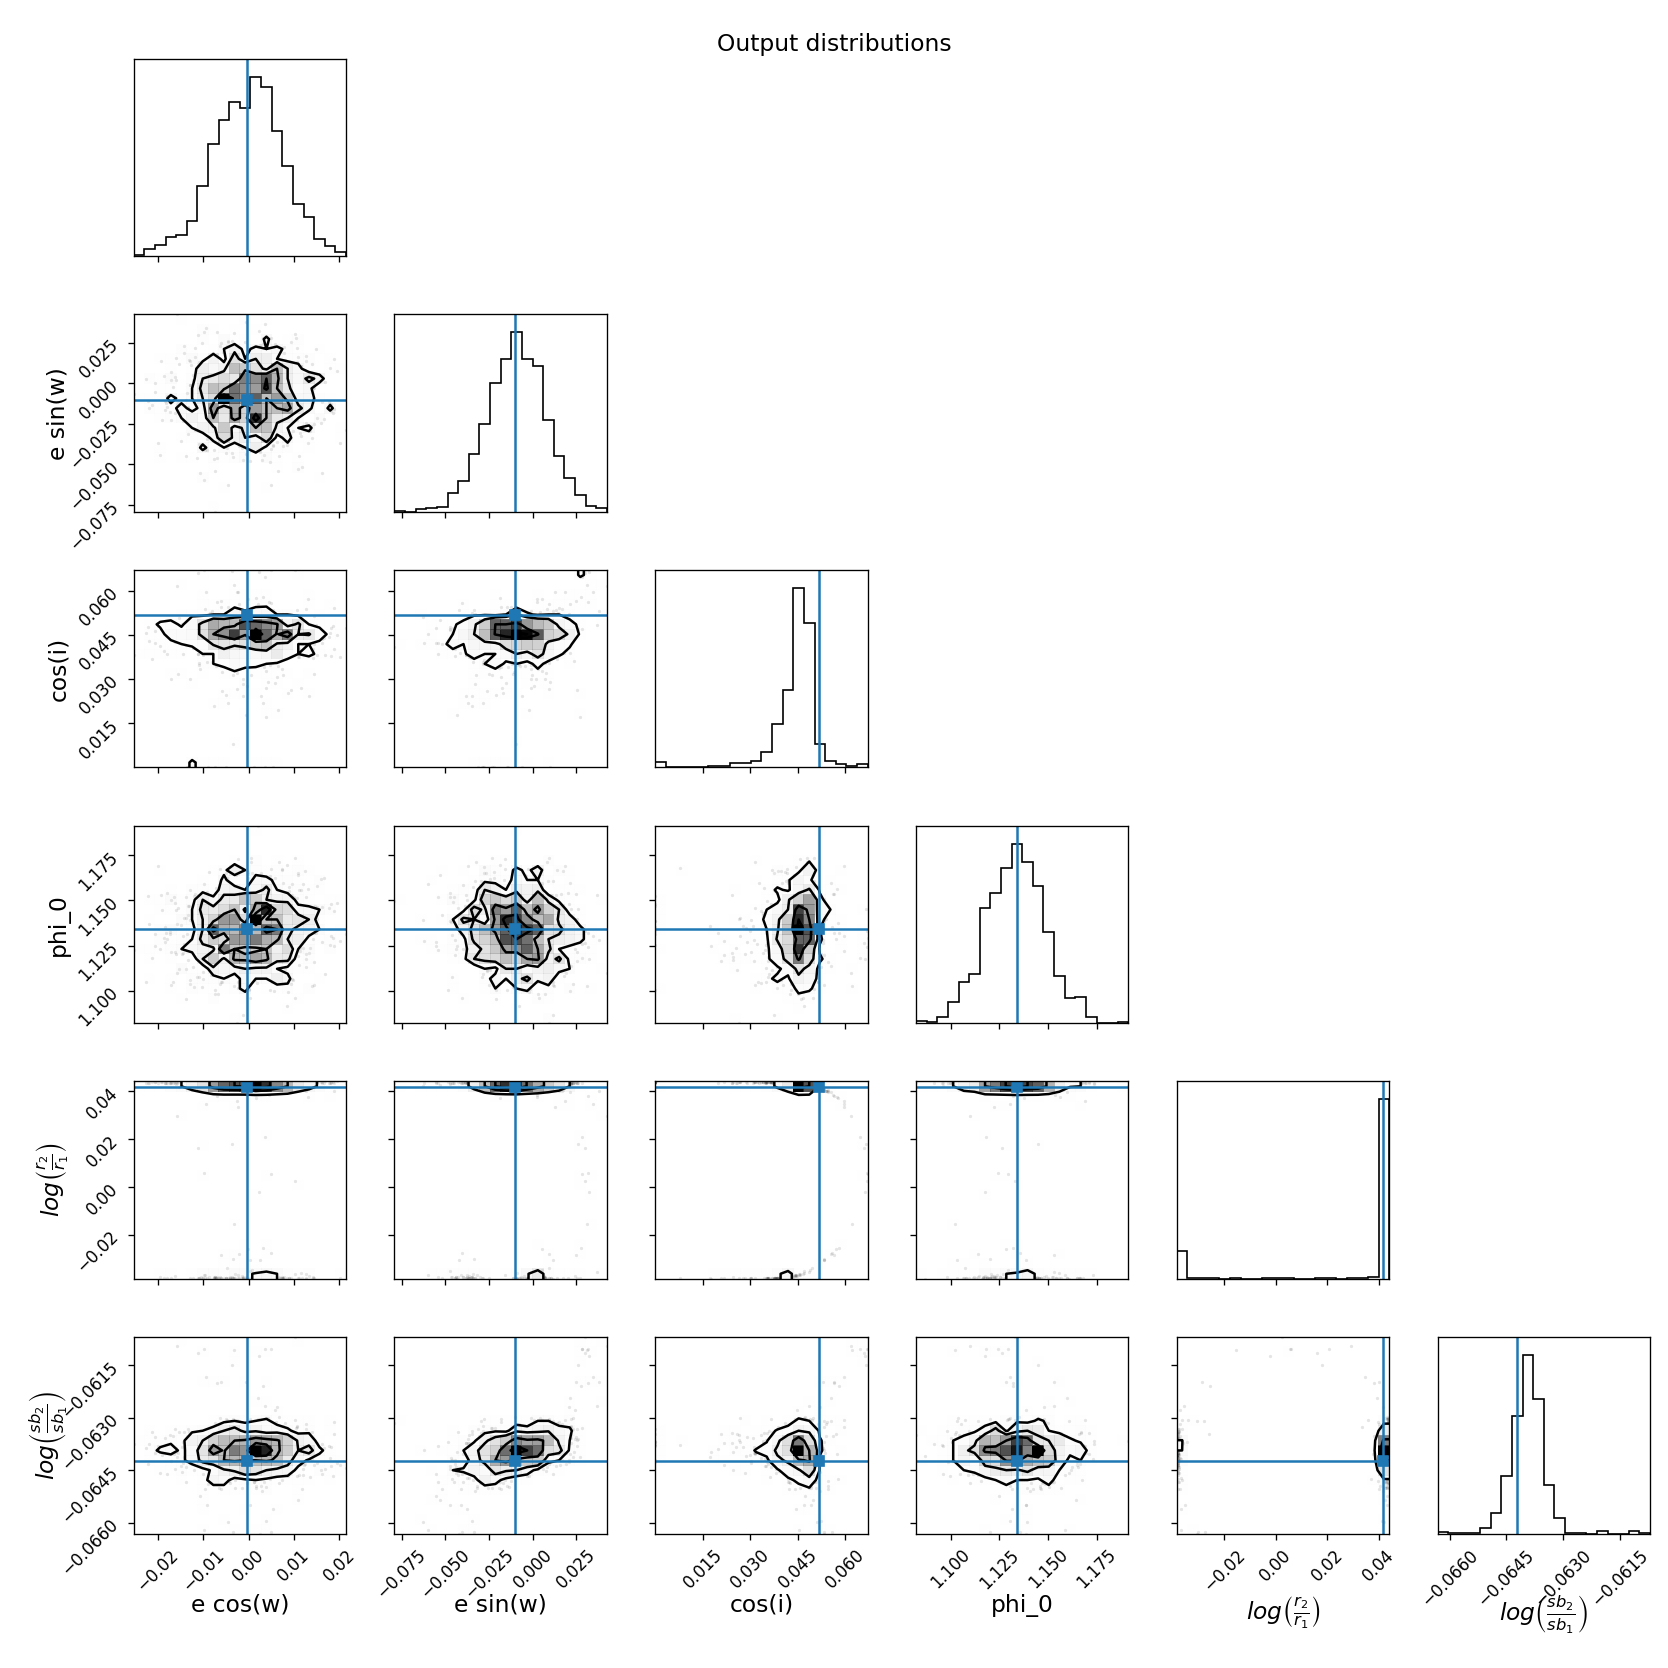 Output distributions
e sin(w)
0.025
0.000
−0.025
−0.050
−0.075
cos(i)
0.060
0.045
0.030
0.015
phi_0
1.175
1.150
1.125
1.100
log(r2/r1)
0.04
0.02
0.00
−0.02
log(sb2/sb1)
−0.0615
−0.0630
−0.0645
−0.0660
−0.02 −0.01 0.00 0.01 0.02
−0.075 −0.050 −0.025 0.000 0.025
0.015 0.030 0.045 0.060
1.100 1.125 1.150 1.175
−0.02 0.00 0.02 0.04
−0.0660 −0.0645 −0.0630 −0.0615
e cos(w)
e sin(w)
cos(i)
phi_0
log(r2/r1)
log(sb2/sb1)